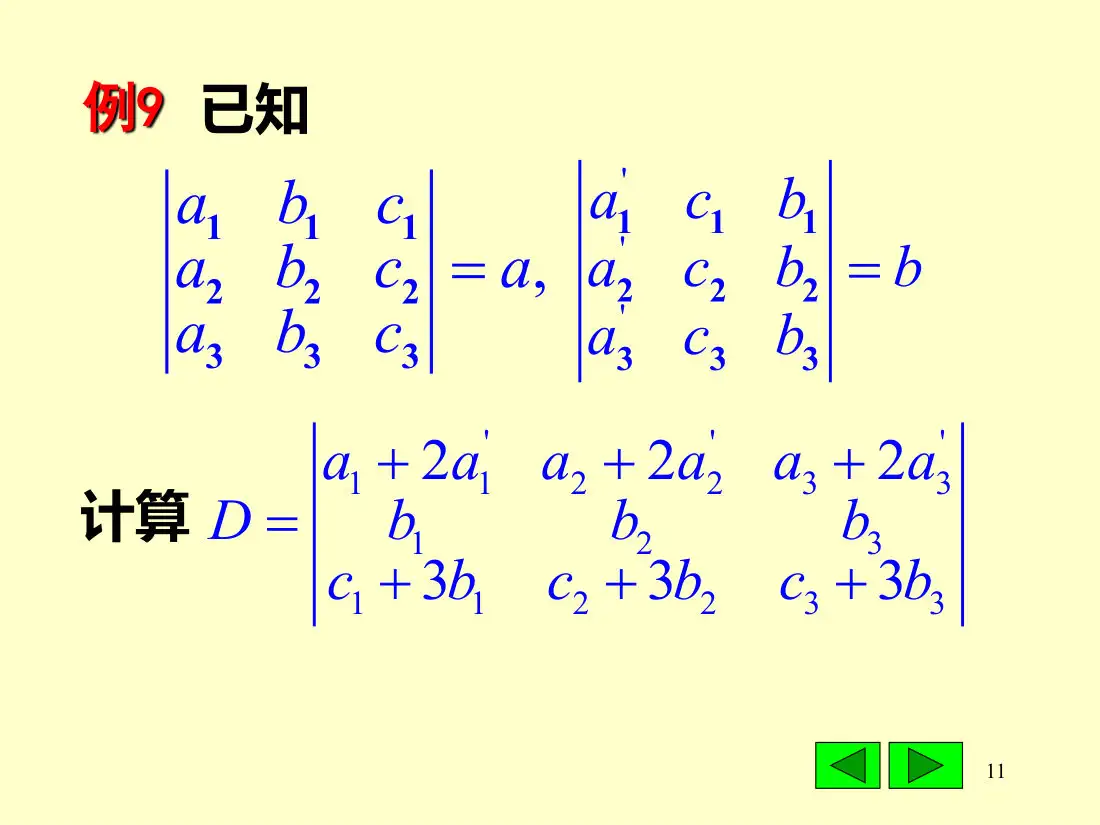 例9 已知
| a₁ b₁ c₁ | | a₁' c₁ b₁ |
| a₂ b₂ c₂ | = a, | a₂' c₂ b₂ | = b
| a₃ b₃ c₃ | | a₃' c₃ b₃ |
| a₁ + 2a₁' a₂ + 2a₂' a₃ + 2a₃' |
计算 D = | b₁ b₂ b₃ |
| c₁ + 3b₁ c₂ + 3b₂ c₃ + 3b₃ |
11